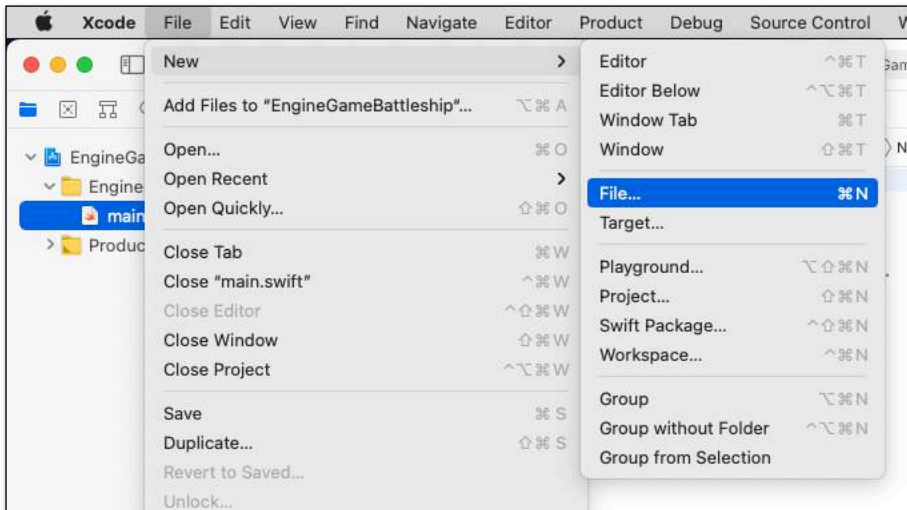 Xcode File Edit View Find Navigate Editor Product Debug Source Control
New >
Add Files to "EngineGameBattleship"... ⌥⌘A
Open... ⌘O
Open Recent >
Open Quickly... ⇧⌘O
Close Tab ⌘W
Close "main.swift" ^⌘W
Close Editor ^⇧⌘W
Close Window ⇧⌘W
Close Project ^⌥⌘W
Save ⌘S
Duplicate... ⇧⌘S
Revert to Saved...
Unlock...
Editor ^⌘T
Editor Below ^⌥⌘T
Window Tab ⌘T
Window ⇧⌘T
File... ⌘N
Target...
Playground... ⌥⇧⌘N
Project... ⇧⌘N
Swift Package... ^⇧⌘N
Workspace... ^⌘N
Group ⌥⌘N
Group without Folder ^⌥⌘N
Group from Selection
EngineGa
Engine
main
Produc